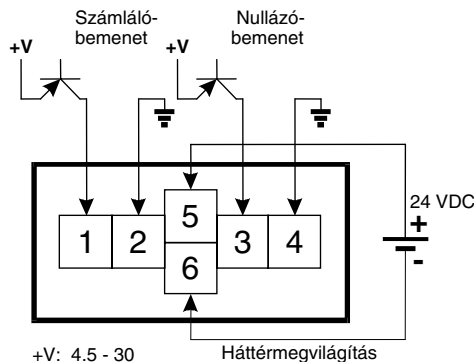 Számláló-
bemenet
Nullázó-
bemenet
+V
+V
24 VDC
+
-
1
2
5
6
3
4
+V: 4.5 - 30
Háttérmegvilágítás